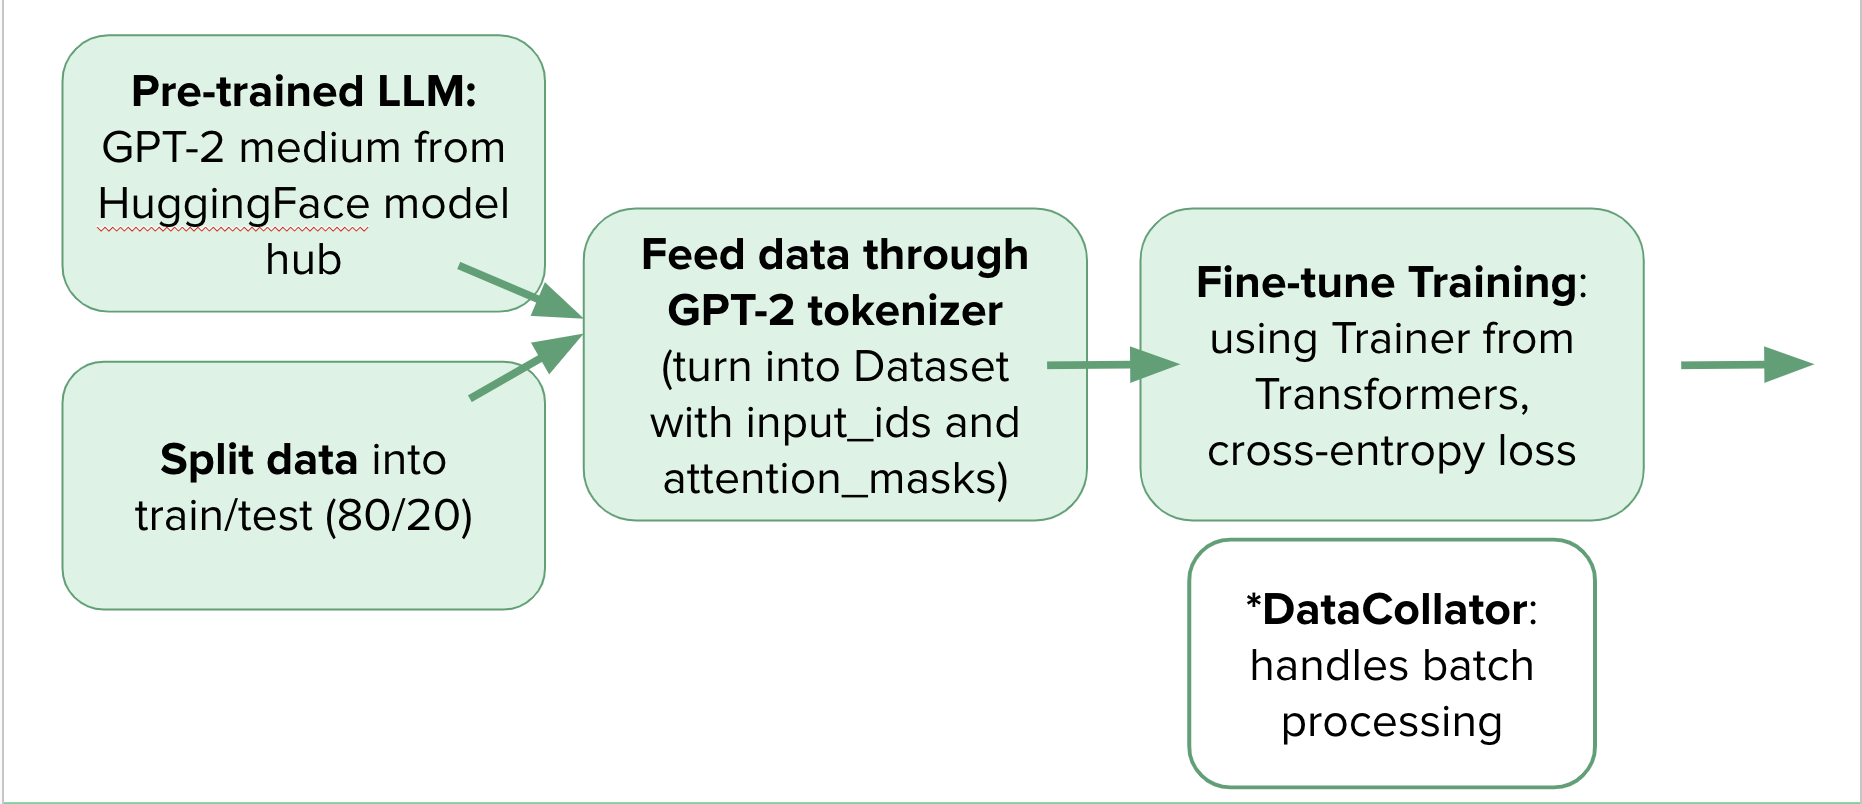 Pre-trained LLM:
GPT-2 medium from
HuggingFace model
hub
Split data into
train/test (80/20)
Feed data through
GPT-2 tokenizer
(turn into Dataset
with input_ids and
attention_masks)
Fine-tune Training:
using Trainer from
Transformers,
cross-entropy loss
*DataCollator:
handles batch
processing